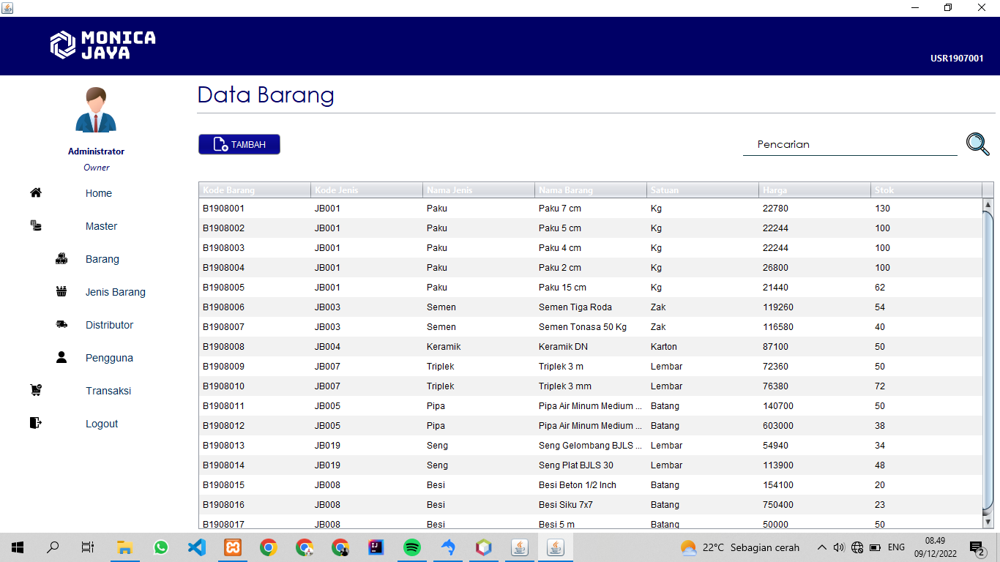 MONICA
JAYA
USR1907001
Data Barang
TAMBAH
Pencarian
Administrator
Owner
Home
Master
Barang
Jenis Barang
Distributor
Pengguna
Transaksi
Logout
Kode Barang Kode Jenis Nama Jenis Nama Barang Satuan Harga Stok
B1908001 JB001 Paku Paku 7 cm Kg 22780 130
B1908002 JB001 Paku Paku 5 cm Kg 22244 100
B1908003 JB001 Paku Paku 4 cm Kg 22244 100
B1908004 JB001 Paku Paku 2 cm Kg 26800 100
B1908005 JB001 Paku Paku 15 cm Kg 21440 62
B1908006 JB003 Semen Semen Tiga Roda Zak 119260 54
B1908007 JB003 Semen Semen Tonasa 50 Kg Zak 116580 40
B1908008 JB004 Keramik Keramik DN Karton 87100 50
B1908009 JB007 Triplek Triplek 3 m Lembar 72360 50
B1908010 JB007 Triplek Triplek 3 mm Lembar 76380 72
B1908011 JB005 Pipa Pipa Air Minum Medium ... Batang 140700 50
B1908012 JB005 Pipa Pipa Air Minum Medium ... Batang 603000 38
B1908013 JB019 Seng Seng Gelombang BJLS ... Lembar 54940 34
B1908014 JB019 Seng Seng Plat BJLS 30 Lembar 113900 48
B1908015 JB008 Besi Besi Beton 1/2 Inch Batang 154100 20
B1908016 JB008 Besi Besi Siku 7x7 Batang 750400 23
B1908017 JB008 Besi Besi 5 m Batang 50000 50
22°C Sebagian cerah
ENG
08.49
09/12/2022
2